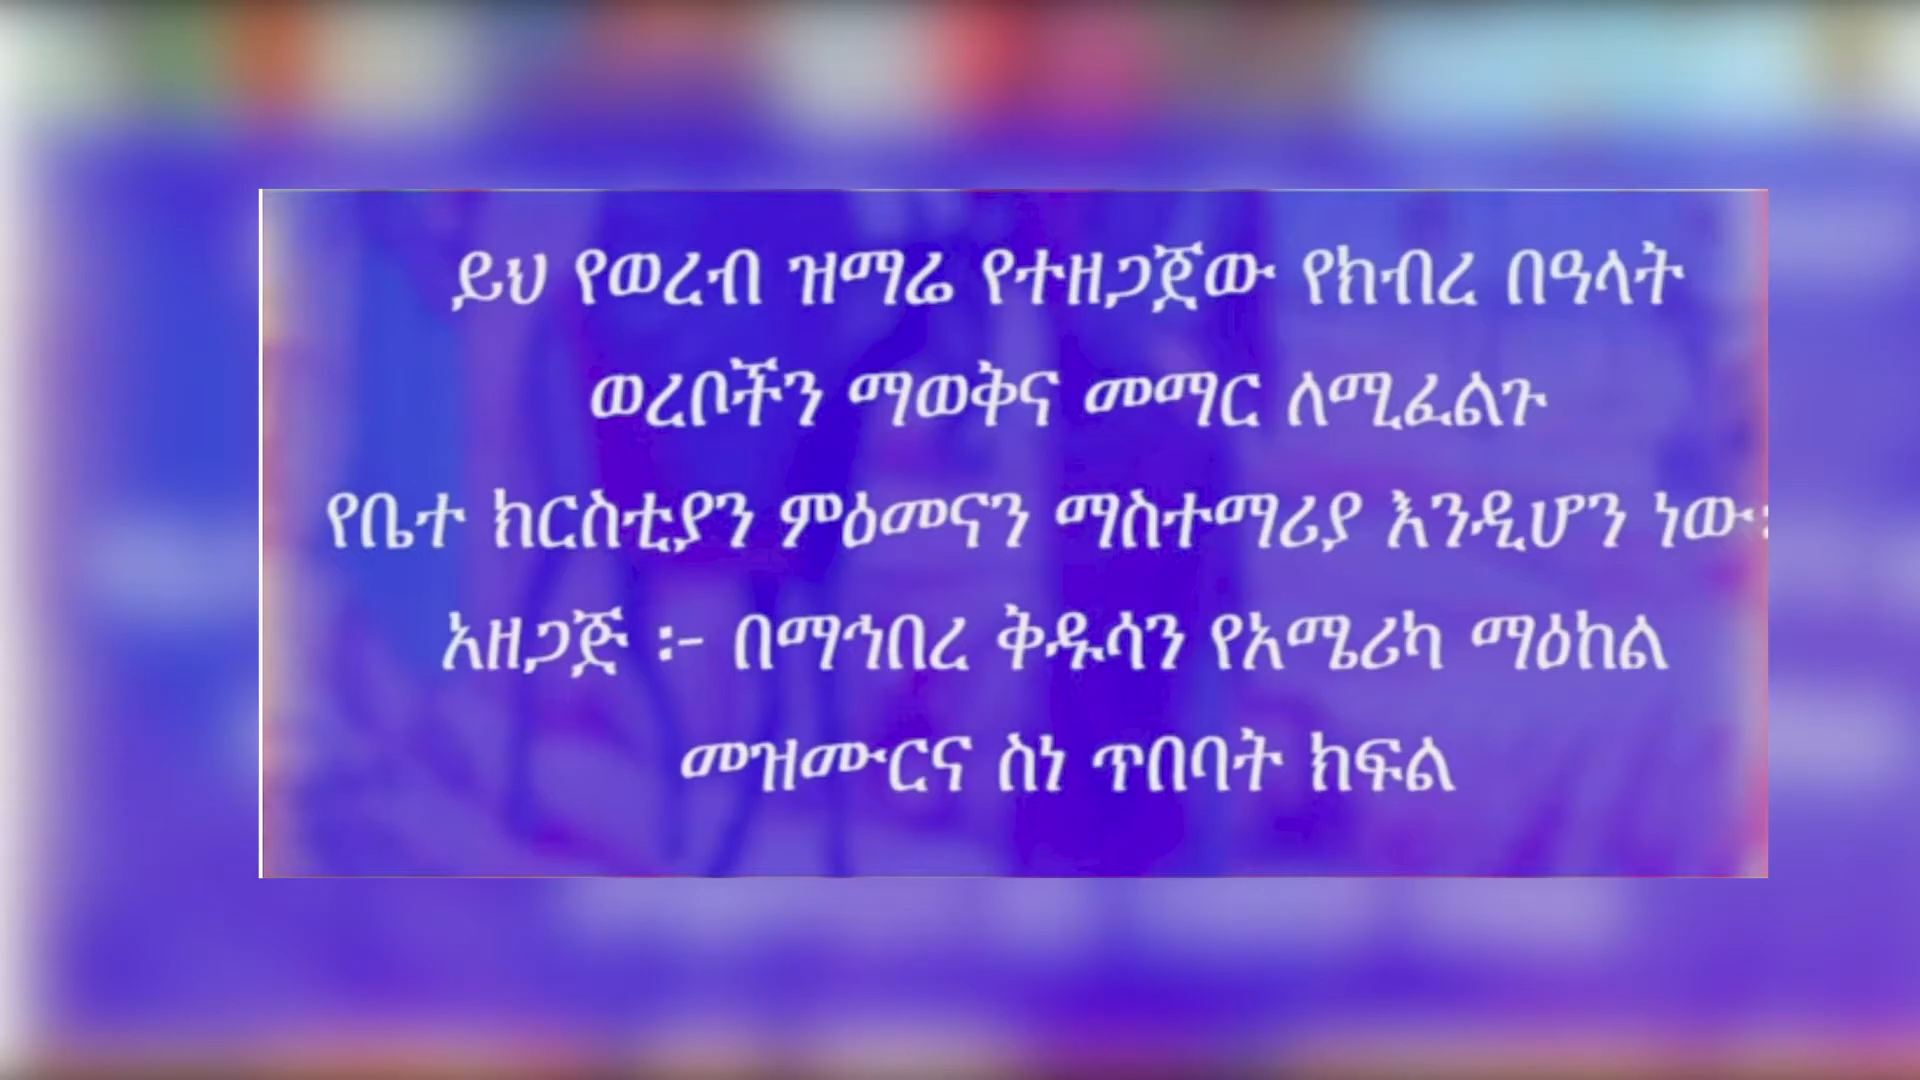 ይህ የወረብ ዝማሬ የተዘጋጀው የክብረ በዓላት
ወረቦችን ማወቅና መማር ለሚፈልጉ
የቤተ ክርስቲያን ምዕመናን ማስተማሪያ እንዲሆን ነው፡
አዘጋጅ ፡- በማኅበረ ቅዱሳን የአሜሪካ ማዕከል
መዝሙርና ስነ ጥበባት ክፍል